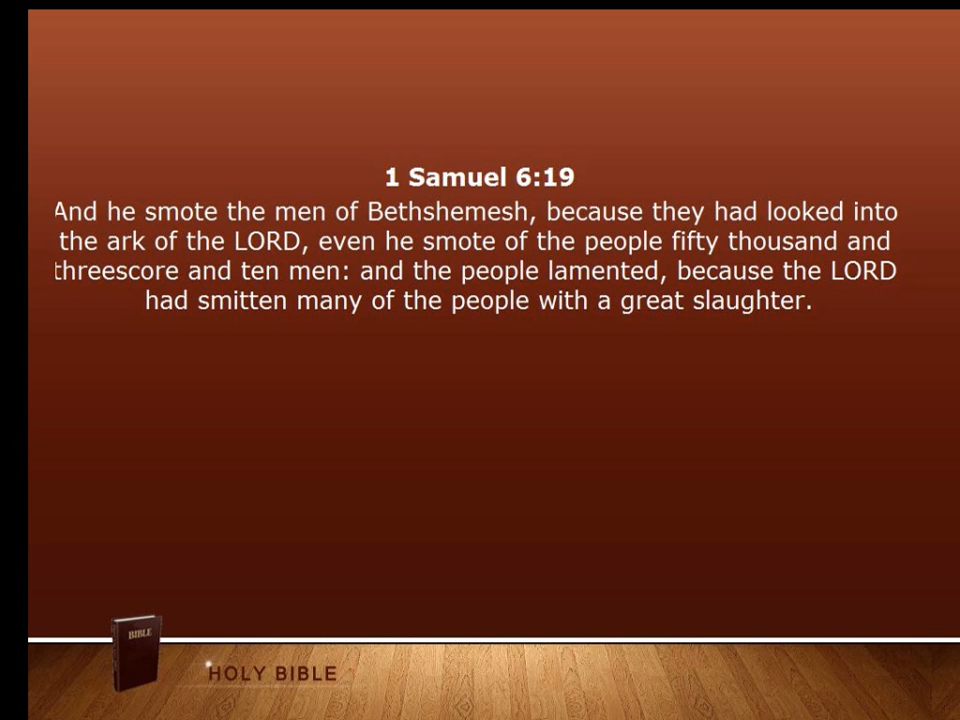 1 Samuel 6:19
And he smote the men of Bethshemesh, because they had looked into
the ark of the LORD, even he smote of the people fifty thousand and
threescore and ten men: and the people lamented, because the LORD
had smitten many of the people with a great slaughter.
BIBLE
HOLY BIBLE